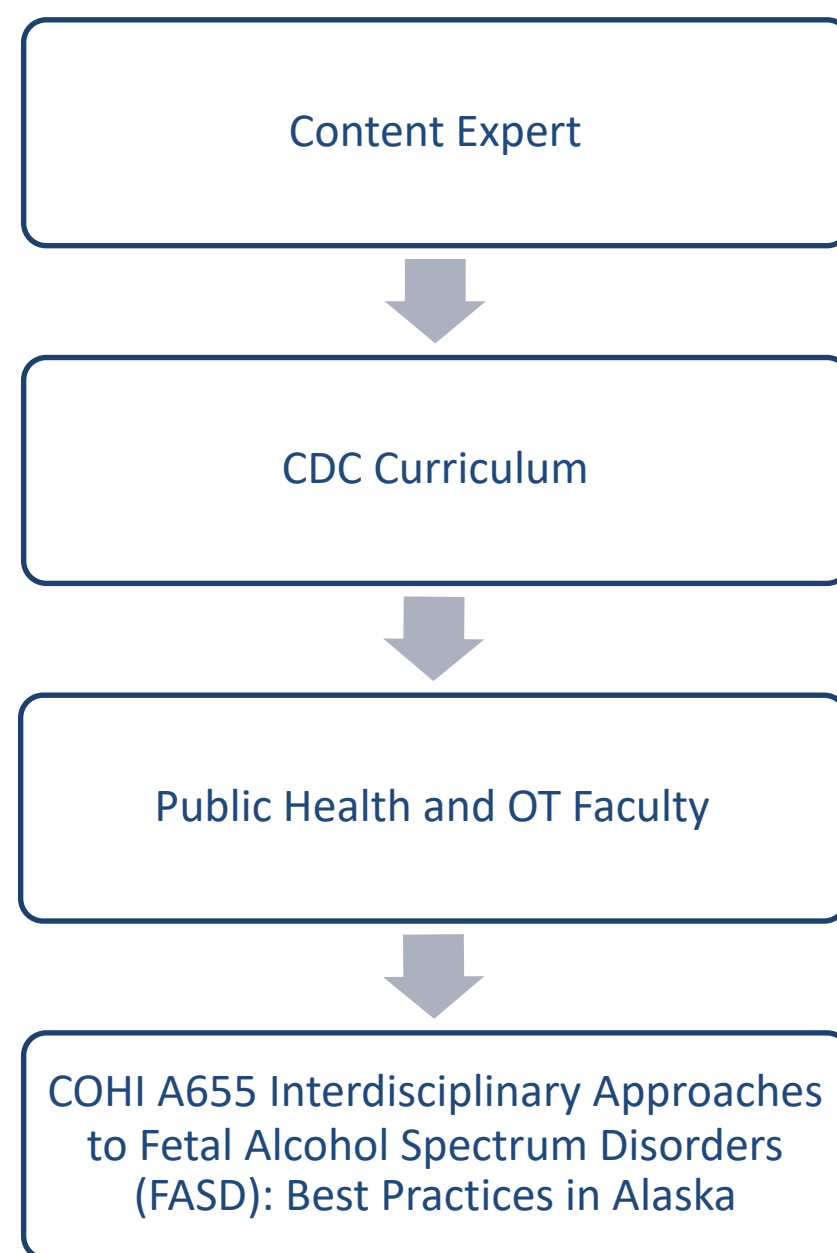 Content Expert
CDC Curriculum
Public Health and OT Faculty
COHI A655 Interdisciplinary Approaches
to Fetal Alcohol Spectrum Disorders
(FASD): Best Practices in Alaska